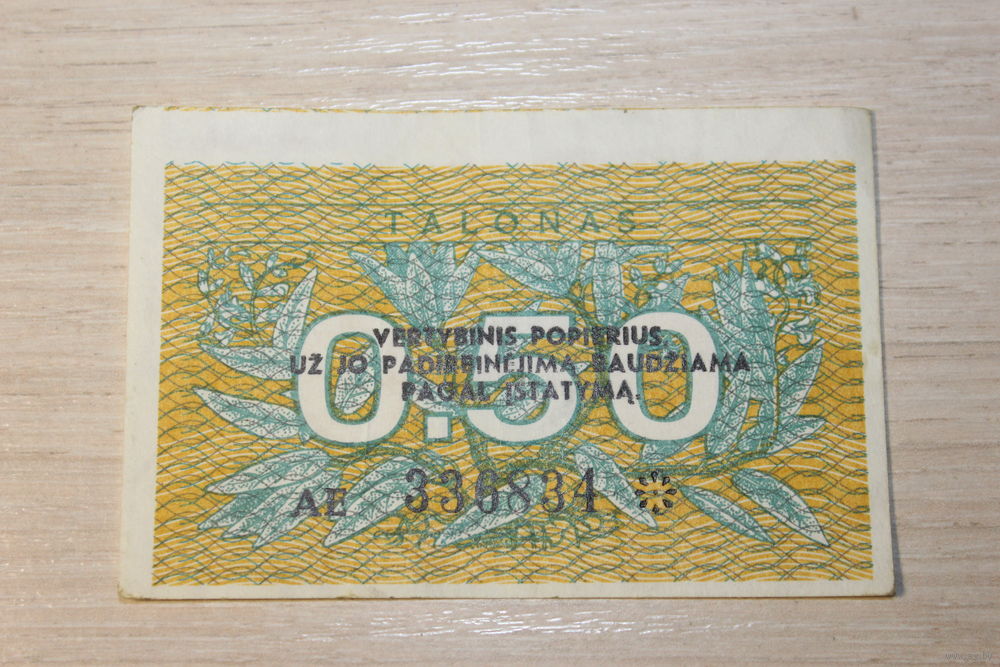 TALONAS
0.50
VERTYBINIS POPIERIUS.
UŽ JO PADIRBINĖJIMĄ BAUDŽIAMA
PAGAL ĮSTATYMĄ.
AE 336834